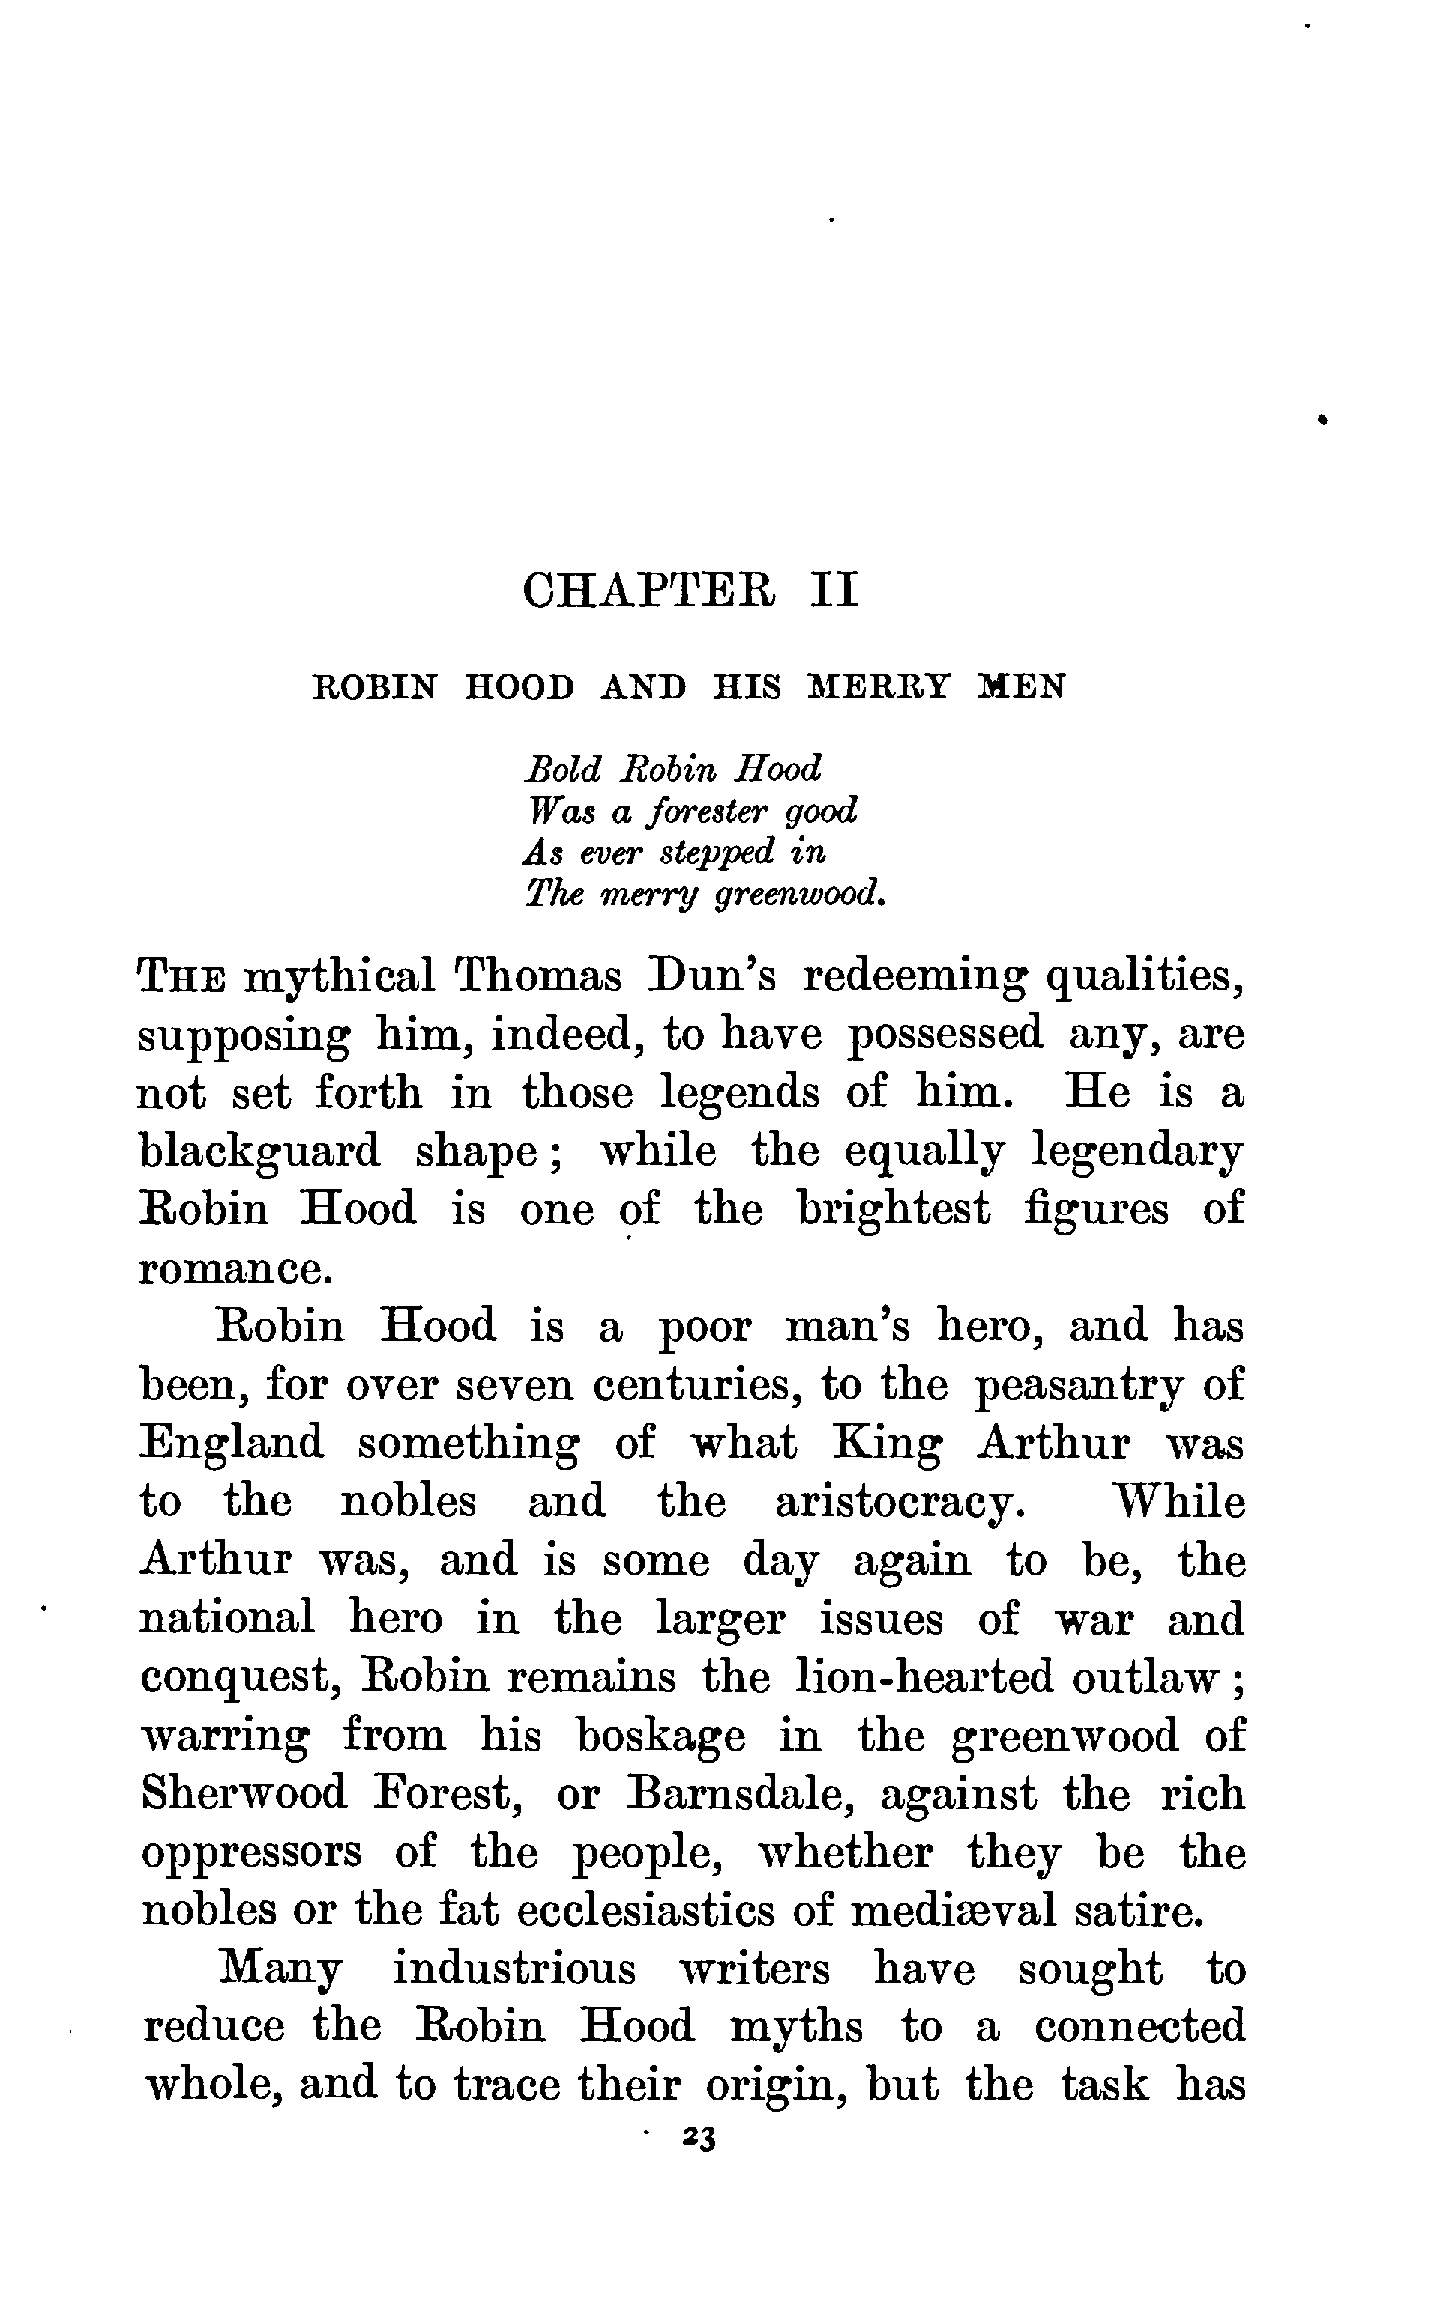 CHAPTER II
ROBIN HOOD AND HIS MERRY MEN
Bold Robin Hood
Was a forester good
As ever stepped in
The merry greenwood.
THE mythical Thomas Dun's redeeming qualities,
supposing him, indeed, to have possessed any, are
not set forth in those legends of him. He is a
blackguard shape ; while the equally legendary
Robin Hood is one of the brightest figures of
romance.
Robin Hood is a poor man's hero, and has
been, for over seven centuries, to the peasantry of
England something of what King Arthur was
to the nobles and the aristocracy. While
Arthur was, and is some day again to be, the
national hero in the larger issues of war and
conquest, Robin remains the lion-hearted outlaw ;
warring from his boskage in the greenwood of
Sherwood Forest, or Barnsdale, against the rich
oppressors of the people, whether they be the
nobles or the fat ecclesiastics of mediæval satire.
Many industrious writers have sought to
reduce the Robin Hood myths to a connected
whole, and to trace their origin, but the task has
23